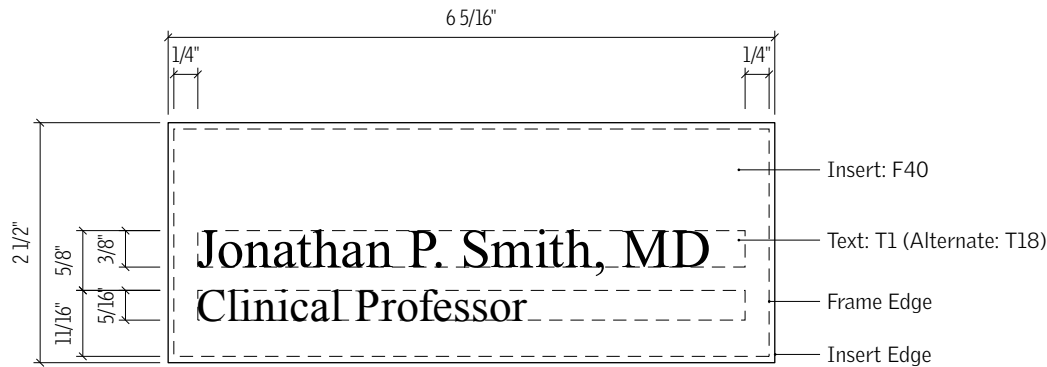 6 5/16"
1/4" 1/4"
Insert: F40
2 1/2"
5/8"
3/8"
Jonathan P. Smith, MD
Text: T1 (Alternate: T18)
11/16"
5/16"
Clinical Professor
Frame Edge
Insert Edge